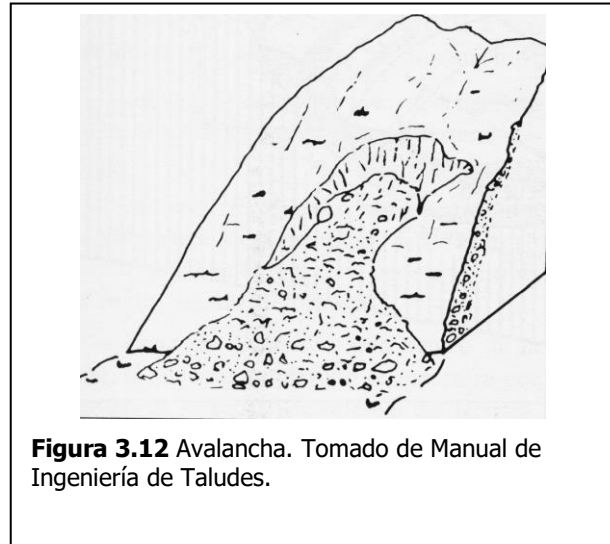 Figura 3.12 Avalancha. Tomado de Manual de
Ingeniería de Taludes.